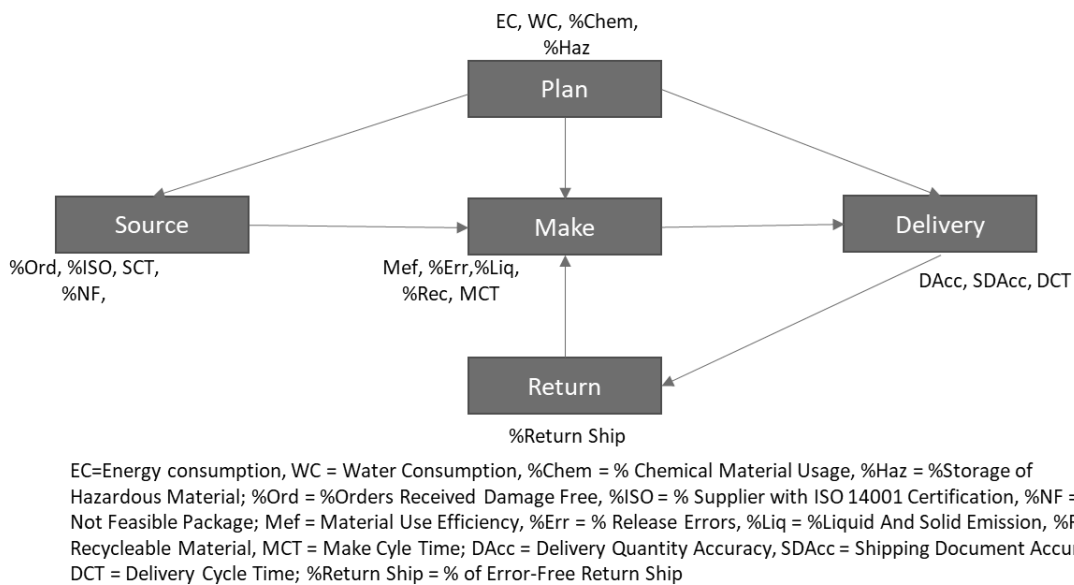 EC, WC, %Chem,
%Haz
Plan
Source
Make
Delivery
%Ord, %ISO, SCT,
%NF,
Mef, %Err,%Liq,
%Rec, MCT
DAcc, SDAcc, DCT
Return
%Return Ship
EC=Energy consumption, WC = Water Consumption, %Chem = % Chemical Material Usage, %Haz = %Storage of
Hazardous Material; %Ord = %Orders Received Damage Free, %ISO = % Supplier with ISO 14001 Certification, %NF =
Not Feasible Package; Mef = Material Use Efficiency, %Err = % Release Errors, %Liq = %Liquid And Solid Emission,
Recycleable Material, MCT = Make Cyle Time; DAcc = Delivery Quantity Accuracy, SDAcc = Shipping Document
DCT = Delivery Cycle Time; %Return Ship = % of Error-Free Return Ship